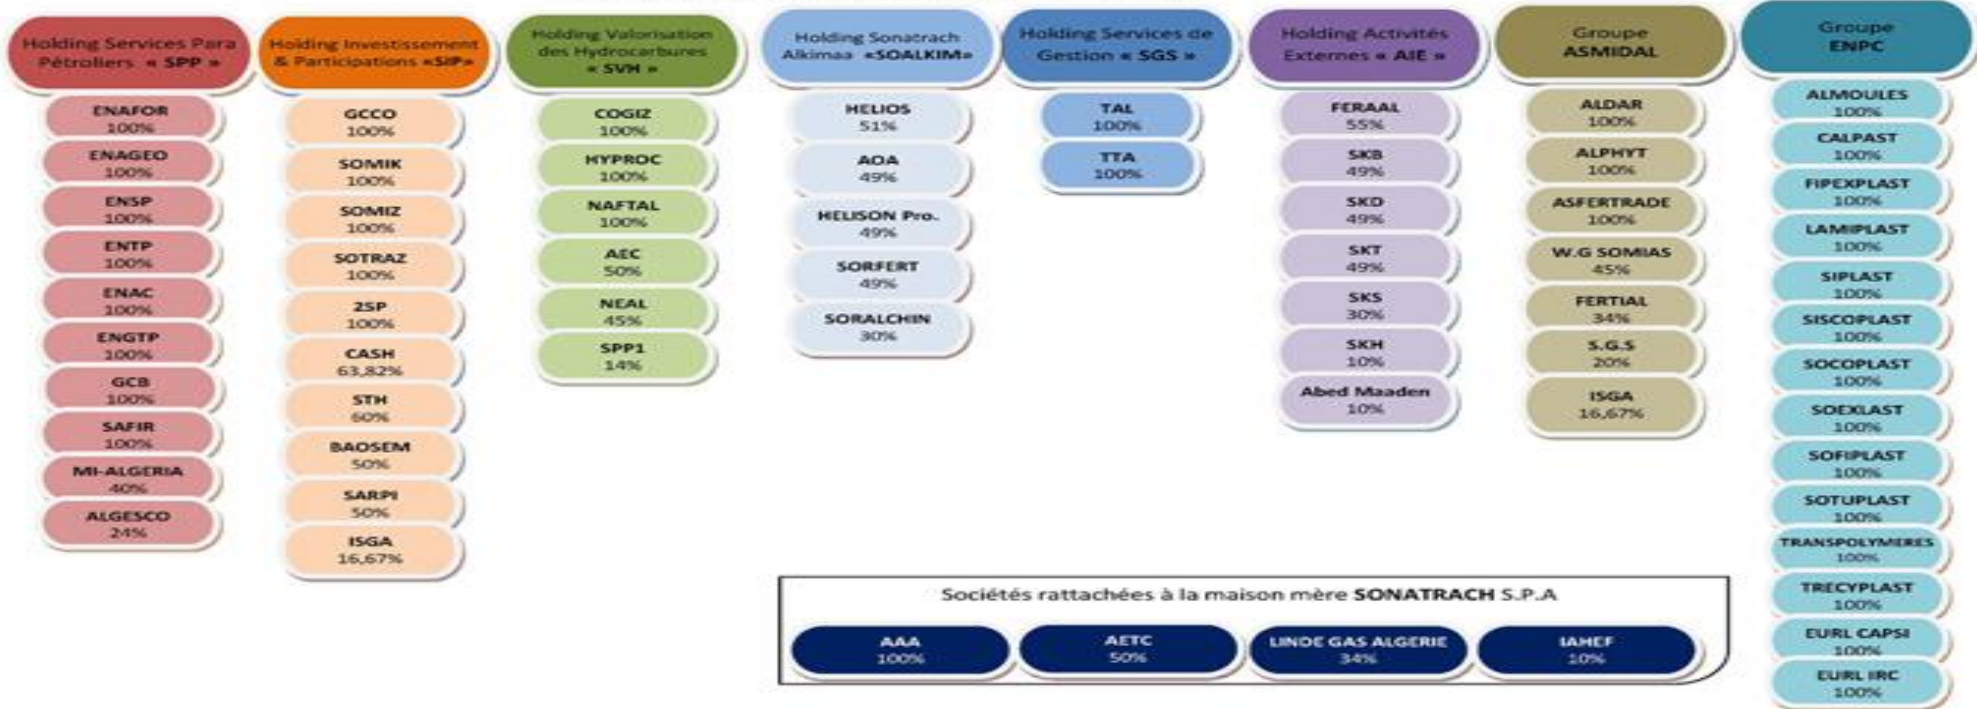 Holding Services Para
Pétroliers « SPP »
ENAFOR
100%
ENAGEO
100%
ENSP
100%
ENTP
100%
ENAC
100%
ENGTP
100%
GCB
100%
SAFIR
100%
MI-ALGERIA
40%
ALGESCO
24%
Holding Investissement
& Participations «SIP»
GCCO
100%
SOMIK
100%
SOMIZ
100%
SOTRAZ
100%
2SP
100%
CASH
63,82%
STH
60%
BAOSEM
50%
SARPI
50%
ISGA
16,67%
Holding Valorisation
des Hydrocarbures
« SVH »
COGIZ
100%
HYPROC
100%
NAFTAL
100%
AEC
50%
NEAL
45%
SPP1
14%
Holding Sonatrach
Alkimaa «SOALKIM»
HELIOS
51%
AOA
49%
HELISON Pro.
49%
SORFERT
49%
SORALCHIN
30%
Holding Services de
Gestion « SGS »
TAL
100%
TTA
100%
Holding Activités
Externes « AIE »
FERAAL
55%
SKB
49%
SKD
49%
SKT
49%
SKS
30%
SKH
10%
Abed Maaden
10%
Groupe
ASMIDAL
ALDAR
100%
ALPHYT
100%
ASFERTRADE
100%
W.G SOMIAS
45%
FERTIAL
34%
S.G.S
20%
ISGA
16,67%
Groupe
ENPC
ALMOULES
100%
CALPAST
100%
FIPEXPLAST
100%
LAMIPLAST
100%
SIPLAST
100%
SISCOPLAST
100%
SOCOPLAST
100%
SOEXLAST
100%
SOFIPLAST
100%
SOTUPLAST
100%
TRANSPOLYMERES
100%
TRECYPLAST
100%
EURL CAPSI
100%
EURL IRC
100%
Sociétés rattachées à la maison mère SONATRACH S.P.A
AAA
100%
AETC
50%
LINDE GAS ALGERIE
34%
IAHEF
10%